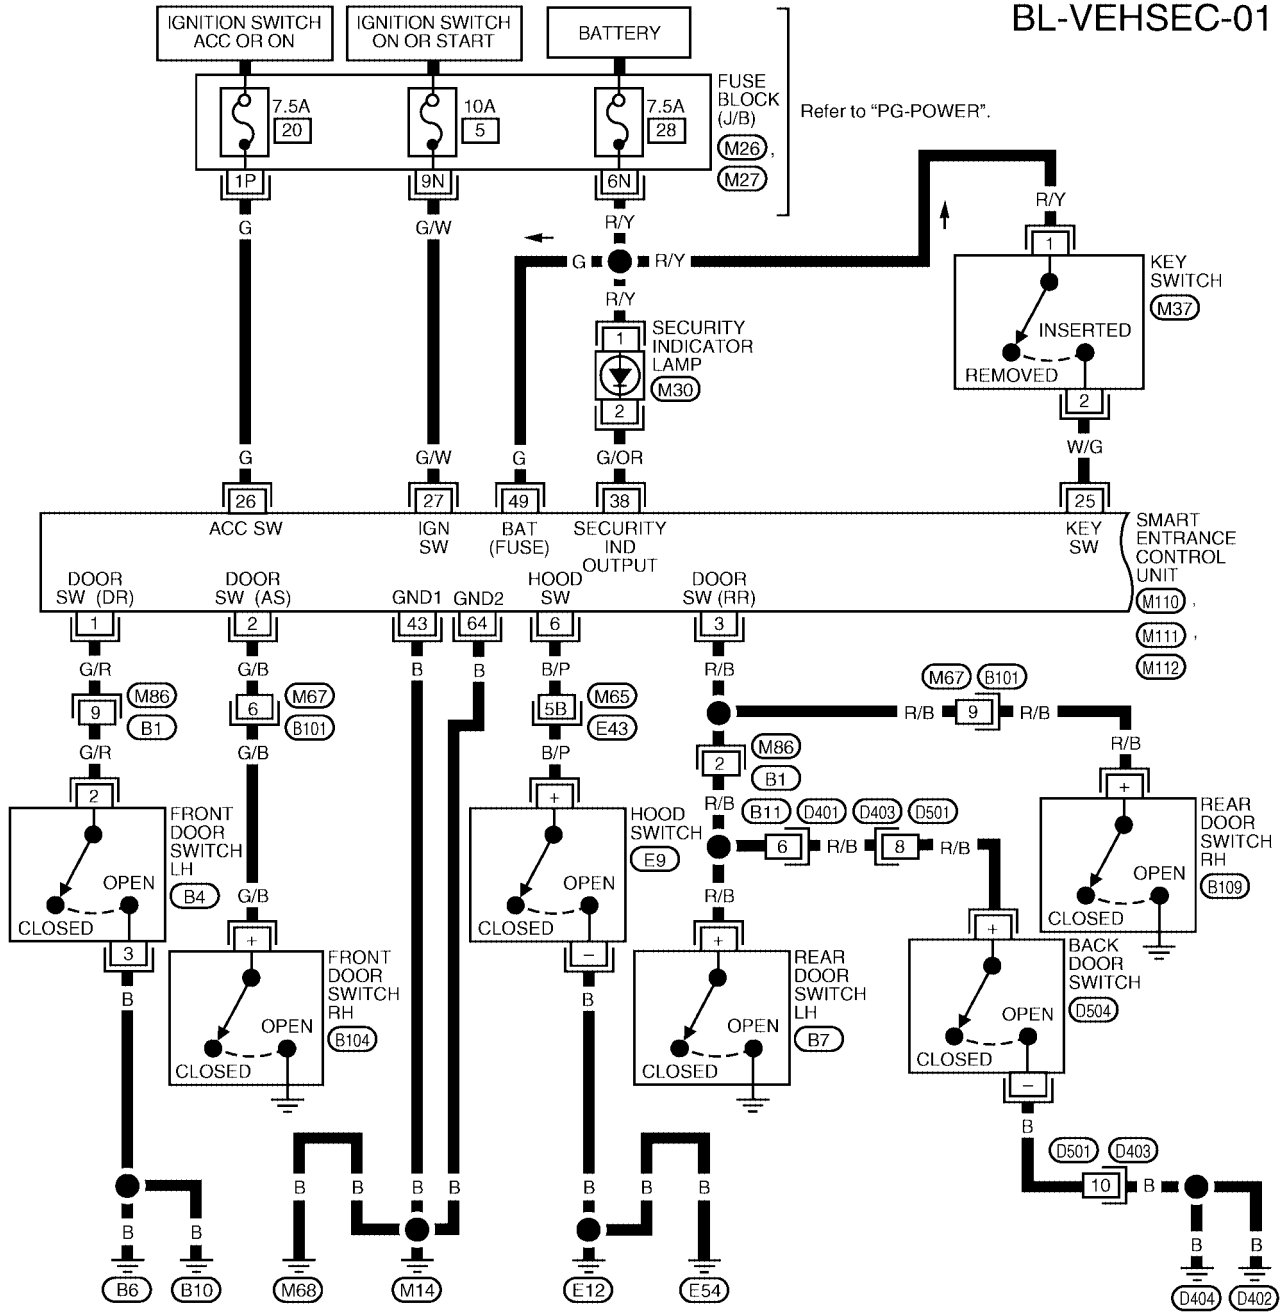 BL-VEHSEC-01
IGNITION SWITCH
ACC OR ON
IGNITION SWITCH
ON OR START
BATTERY
7.5A
20
10A
5
7.5A
28
FUSE
BLOCK
(J/B)
M26 ,
M27
Refer to “PG-POWER”.
1P
9N
6N
G
G/W
R/Y
R/Y
G
R/Y
R/Y
1
KEY
SWITCH
M37
INSERTED
REMOVED
2
W/G
1
SECURITY
INDICATOR
LAMP
M30
2
G
G/W
G
G/OR
26
27
49
38
25
ACC SW
IGN
SW
BAT
(FUSE)
SECURITY
IND
OUTPUT
KEY
SW
SMART
ENTRANCE
CONTROL
UNIT
M110 ,
M111 ,
M112
DOOR
SW (DR)
DOOR
SW (AS)
GND1
GND2
HOOD
SW
DOOR
SW (RR)
1
2
43
64
6
3
G/R
G/B
B
B
B/P
R/B
9
M86
B1
6
M67
B101
5B
M65
E43
R/B
M67
B101
9
R/B
R/B
G/R
G/B
B/P
2
M86
B1
R/B
2
FRONT
DOOR
SWITCH
LH
B4
OPEN
CLOSED
3
B
G/B
+
FRONT
DOOR
SWITCH
RH
B104
OPEN
CLOSED
+
HOOD
SWITCH
E9
OPEN
CLOSED
–
B
B11
D401
D403
D501
6
R/B
8
R/B
R/B
+
REAR
DOOR
SWITCH
LH
B7
OPEN
CLOSED
+
REAR
DOOR
SWITCH
RH
B109
OPEN
CLOSED
+
BACK
DOOR
SWITCH
D504
OPEN
CLOSED
–
B
D501
D403
10
B
B
B
B
B
B
B
B
B
B
B
B
B
B6
B10
M68
M14
E12
E54
D404
D402